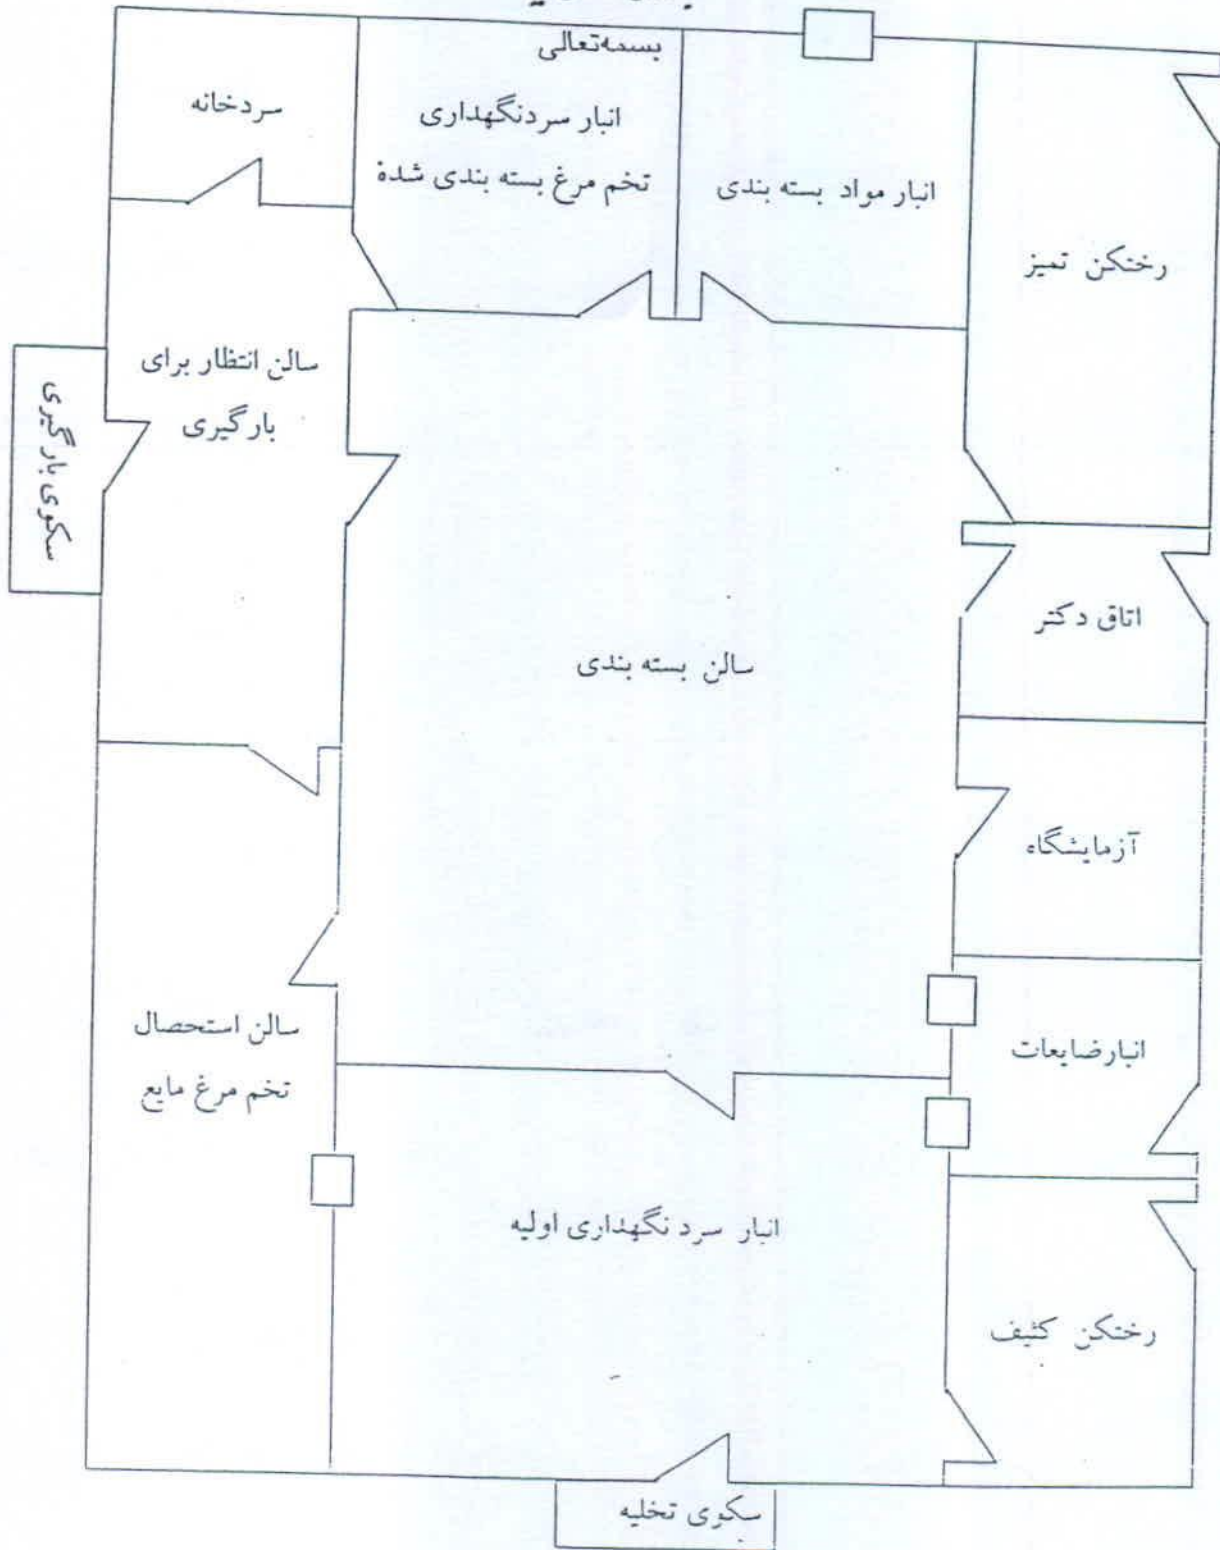 بسمه‌تعالی
سردخانه
انبار سردنگهداری
تخم مرغ بسته بندی شده
انبار مواد بسته بندی
رختکن تمیز
سالن انتظار برای
بارگیری
سکوی بارگیری
اتاق دکتر
سالن بسته بندی
آزمایشگاه
سالن استحصال
تخم مرغ مایع
انبارضایعات
انبار سرد نگهداری اولیه
رختکن کثیف
سکوی تخلیه